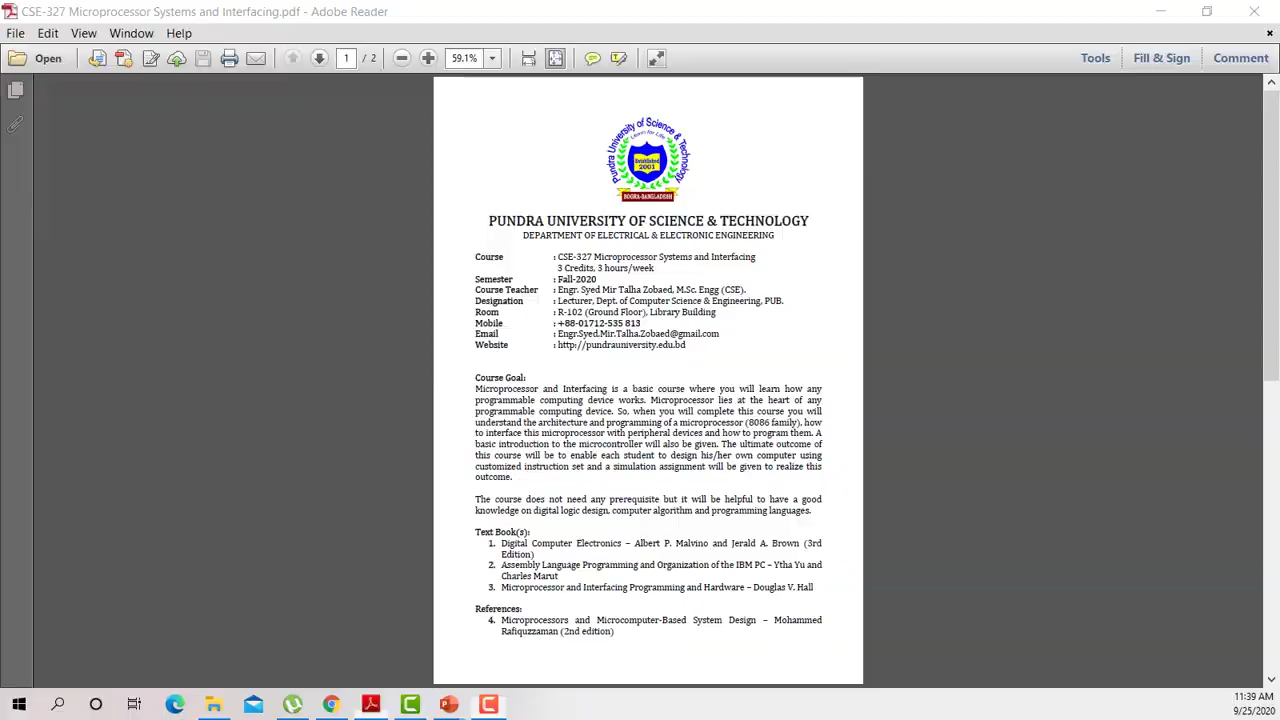 CSE-327 Microprocessor Systems and Interfacing.pdf - Adobe Reader
File Edit View Window Help
Open 1 / 2 59.1% Tools Fill & Sign Comment
Pundra University of Science & Technology
Learn for Life
Established
2001
BOGRA-BANGLADESH
PUNDRA UNIVERSITY OF SCIENCE & TECHNOLOGY
DEPARTMENT OF ELECTRICAL & ELECTRONIC ENGINEERING
Course : CSE-327 Microprocessor Systems and Interfacing
3 Credits, 3 hours/week
Semester : Fall-2020
Course Teacher : Engr. Syed Mir Talha Zobaed, M.Sc. Engg (CSE).
Designation : Lecturer, Dept. of Computer Science & Engineering, PUB.
Room : R-102 (Ground Floor), Library Building
Mobile : +88-01712-535 813
Email : Engr.Syed.Mir.Talha.Zobaed@gmail.com
Website : http://pundrauniversity.edu.bd
Course Goal:
Microprocessor and Interfacing is a basic course where you will learn how any
programmable computing device works. Microprocessor lies at the heart of any
programmable computing device. So, when you will complete this course you will
understand the architecture and programming of a microprocessor (8086 family), how
to interface this microprocessor with peripheral devices and how to program them. A
basic introduction to the microcontroller will also be given. The ultimate outcome of
this course will be to enable each student to design his/her own computer using
customized instruction set and a simulation assignment will be given to realize this
outcome.
The course does not need any prerequisite but it will be helpful to have a good
knowledge on digital logic design, computer algorithm and programming languages.
Text Book(s):
1. Digital Computer Electronics – Albert P. Malvino and Jerald A. Brown (3rd
Edition)
2. Assembly Language Programming and Organization of the IBM PC – Ytha Yu and
Charles Marut
3. Microprocessor and Interfacing Programming and Hardware – Douglas V. Hall
References:
4. Microprocessors and Microcomputer-Based System Design – Mohammed
Rafiquzzaman (2nd edition)
11:39 AM
9/25/2020